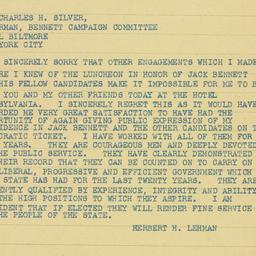 CHARLES H. SILVER,
RMAN, BENNETT CAMPAIGN COMMITTEE
L BILTMORE
YORK CITY
SINCERELY SORRY THAT OTHER ENGAGEMENTS WHICH I MADE
RE I KNEW OF THE LUNCHEON IN HONOR OF JACK BENNETT
HIS FELLOW CANDIDATES MAKE IT IMPOSSIBLE FOR ME TO B
YOU AND MY OTHER FRIENDS TODAY AT THE HOTEL
SYLVANIA. I SINCERELY REGRET THIS AS IT WOULD HAVE
RDED ME VERY GREAT SATISFACTION TO HAVE HAD THE
RTUNITY OF AGAIN GIVING PUBLIC EXPRESSION OF MY
IDENCE IN JACK BENNETT AND THE OTHER CANDIDATES ON T
CRATIC TICKET. I HAVE WORKED WITH ALL OF THEM FOR
YEARS. THEY ARE COURAGEOUS MEN AND DEEPLY DEVOTED
HE PUBLIC SERVICE. THEY HAVE CLEARLY DEMONSTRATED
HEIR RECORD THAT THEY CAN BE COUNTED ON TO CARRY ON
LIBERAL, PROGRESSIVE AND EFFICIENT GOVERNMENT WHICH
STATE HAS HAD FOR THE LAST TWENTY YEARS. THEY ARE
ENTLY QUALIFIED BY EXPERIENCE, INTEGRITY AND ABILITY
THE HIGH POSITIONS TO WHICH THEY ASPIRE. I AM
IDENT THAT IF ELECTED THEY WILL RENDER FINE SERVICE
THE PEOPLE OF THE STATE.
HERBERT H. LEHMAN